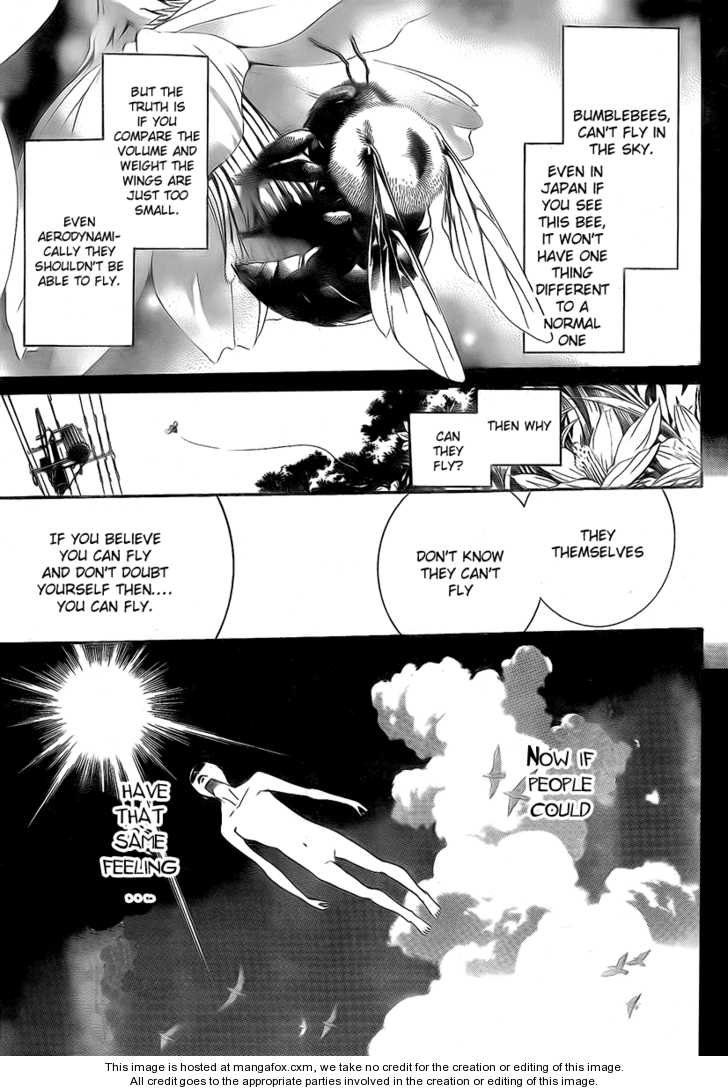 BUMBLEBEES,
CAN'T FLY IN
THE SKY.
EVEN IN
JAPAN IF
YOU SEE
THIS BEE,
IT WON'T
HAVE ONE
THING
DIFFERENT
TO A
NORMAL
ONE
BUT THE
TRUTH IS
IF YOU
COMPARE THE
VOLUME AND
WEIGHT THE
WINGS ARE
JUST TOO
SMALL.
EVEN
AERODYNAMI-
CALLY THEY
SHOULDN'T BE
ABLE TO FLY.
THEN WHY
CAN
THEY
FLY?
THEY
THEMSELVES
DON'T KNOW
THEY CAN'T
FLY
IF YOU BELIEVE
YOU CAN FLY
AND DON'T DOUBT
YOURSELF THEN....
YOU CAN FLY.
NOW IF
PEOPLE
COULD
HAVE
THAT
SAME
FEELING
....
This image is hosted at mangafox.cxm, we take no credit for the creation or editing of this image.
All credit goes to the appropriate parties involved in creation or editing of this image.